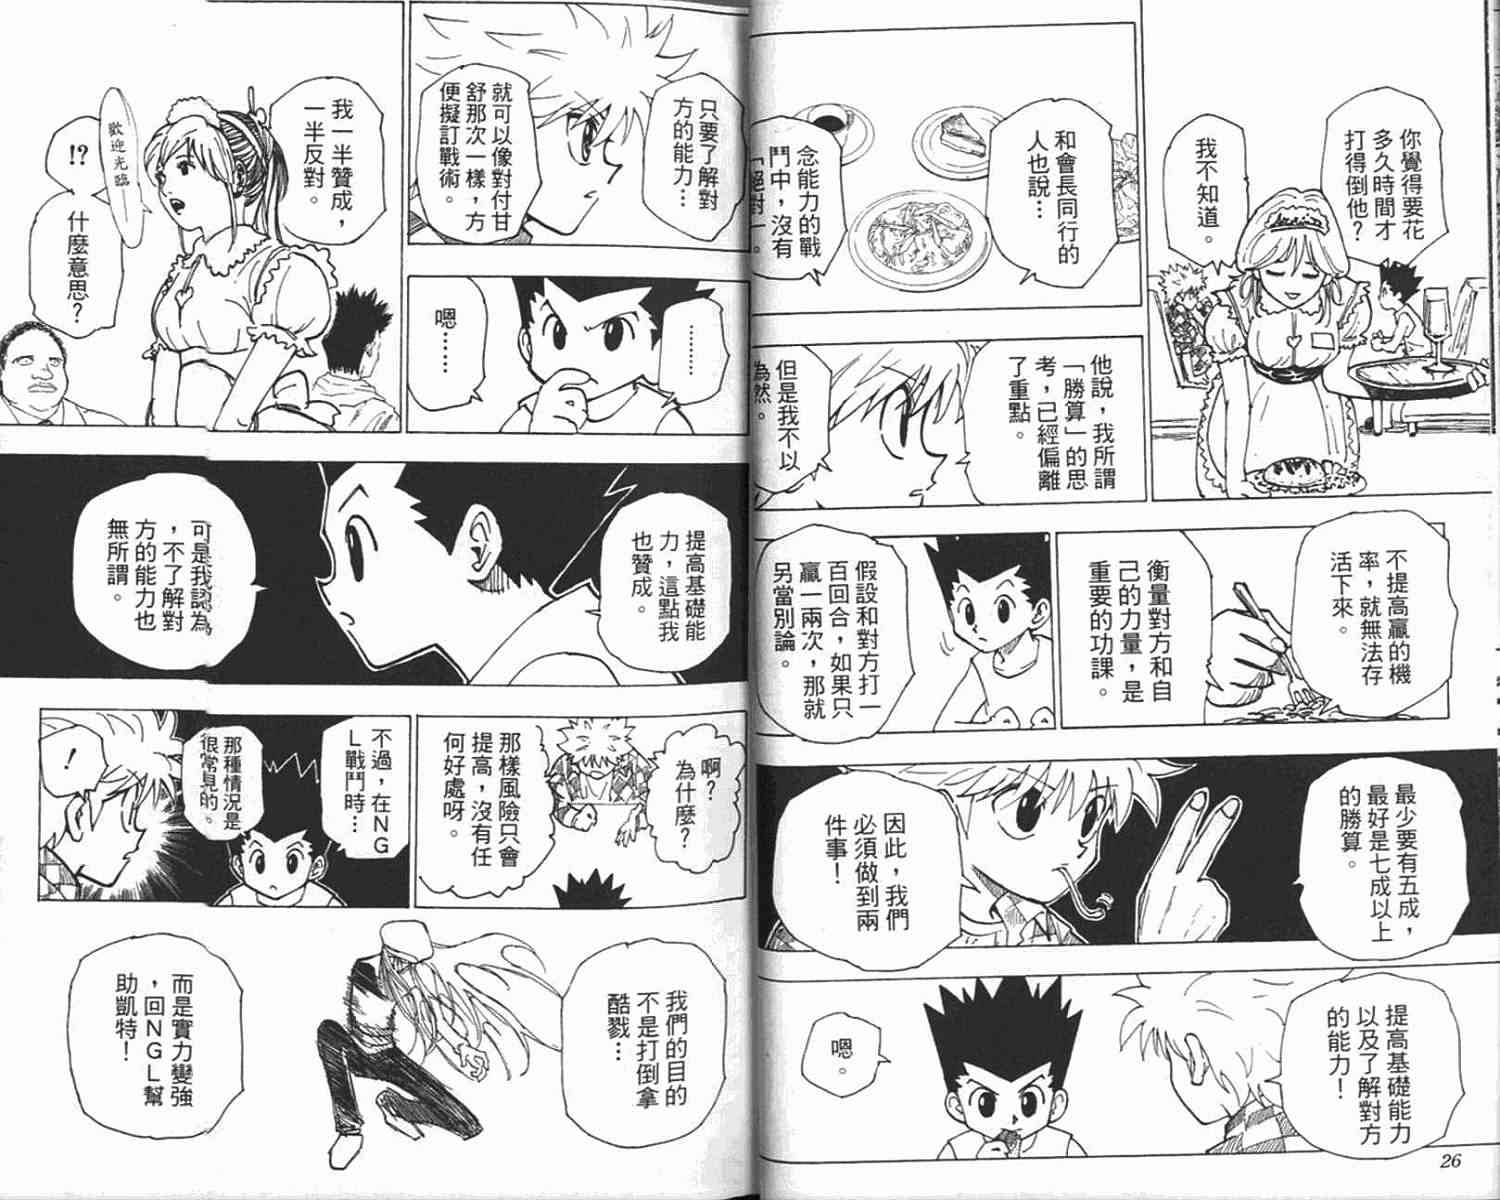 你覺得要花
多久時間才
打得倒他？
我不知道。
和會長同行的
人也說…
念能力的戰
鬥中，沒有
「絕對」。
他說，我所謂
「勝算」的思
考，已經偏離
了重點。
但是我不以
為然。
不提高贏的機
率，就無法存
活下來。
衡量對方和自
己的力量，是
重要的功課。
假設和對方打一
百回合，如果只
贏一兩次，那就
另當別論。
最少要有五成，
最好是七成以上
的勝算。
因此，我們
必須做到兩
件事！
提高基礎能力
以及了解對方
的能力！
嗯。
26
只要了解對
方的能力…
就可以像對付甘
舒那次一樣，方
便擬訂戰術。
………
嗯……
我一半贊成，
一半反對。
歡迎光臨
!?
什麼意思？
提高基礎能
力，這點我
也贊成。
可是我認為
，不了解對
方的能力也
無所謂。
啊？
為什麼？
那樣風險只會
提高，沒有任
何好處呀。
不過，在NG
L戰鬥時…
那種情況是
很常見的。
！
我們的目的
不是打倒拿
酷戮…
而是實力變強
，回NGL幫
助凱特！